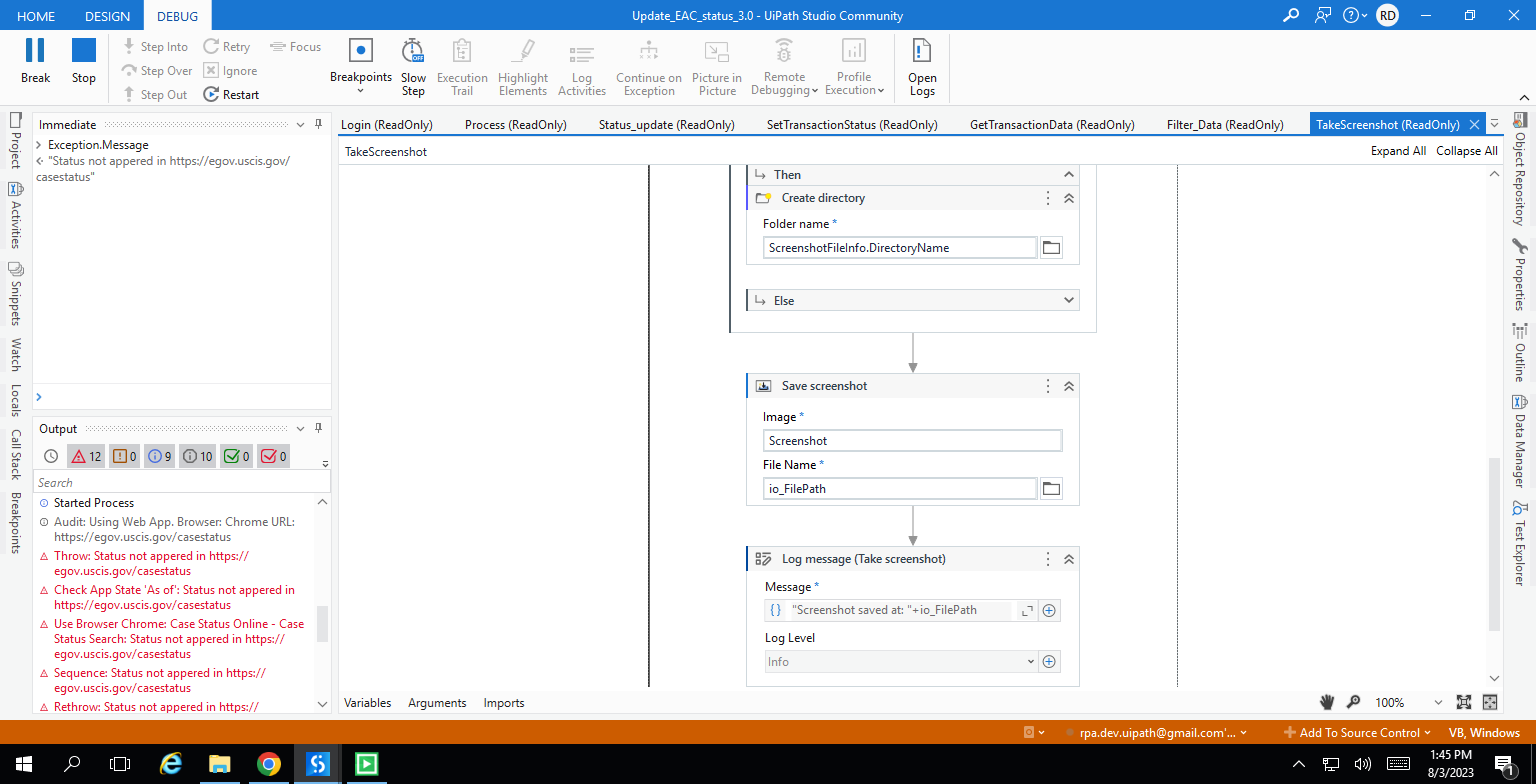 HOME DESIGN DEBUG Update_EAC_status_3.0 - UiPath Studio Community RD
Break Stop
Step Into Retry Focus
Step Over Ignore
Step Out Restart
Breakpoints
Slow Step
OFF
Execution Trail
Highlight Elements
Log Activities
Continue on Exception
Picture in Picture
Remote Debugging
Profile Execution
Open Logs
Project
Activities
Snippets
Watch
Locals
Call Stack
Breakpoints
Immediate
Exception.Message
"Status not appered in https://egov.uscis.gov/
casestatus"
Output
12 0 9 10 0 0
Search
Started Process
Audit: Using Web App. Browser: Chrome URL:
https://egov.uscis.gov/casestatus
Throw: Status not appered in https://
egov.uscis.gov/casestatus
Check App State 'As of': Status not appered in
https://egov.uscis.gov/casestatus
Use Browser Chrome: Case Status Online - Case
Status Search: Status not appered in https://
egov.uscis.gov/casestatus
Sequence: Status not appered in https://
egov.uscis.gov/casestatus
Rethrow: Status not appered in https://
Login (ReadOnly) Process (ReadOnly) Status_update (ReadOnly) SetTransactionStatus (ReadOnly) GetTransactionData (ReadOnly) Filter_Data (ReadOnly) TakeScreenshot (ReadOnly)
TakeScreenshot Expand All Collapse All
Then
Create directory
Folder name *
ScreenshotFileInfo.DirectoryName
Else
Save screenshot
Image *
Screenshot
File Name *
io_FilePath
Log message (Take screenshot)
Message *
{} "Screenshot saved at: "+io_FilePath
Log Level
Info
Variables Arguments Imports 100%
Object Repository
Properties
Outline
Data Manager
Test Explorer
rpa.dev.uipath@gmail.com'... Add To Source Control VB, Windows
1:45 PM
8/3/2023
1